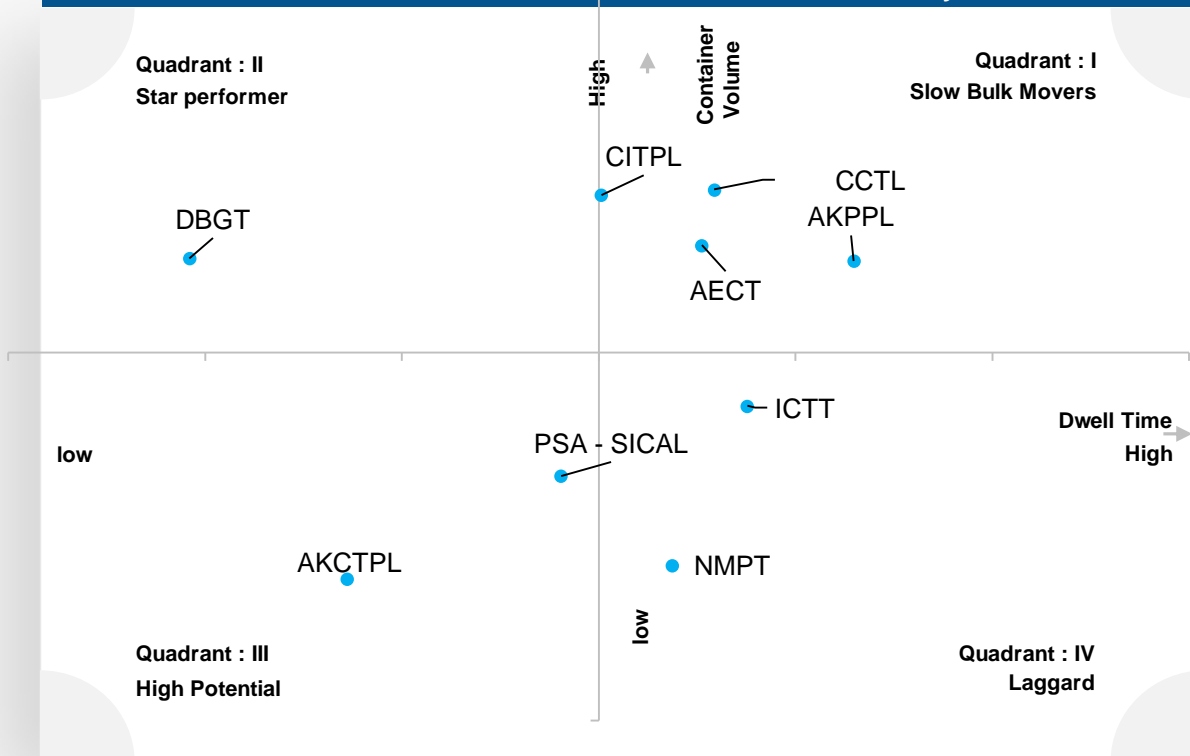 Quadrant : II
Star performer
High
Container
Volume
Quadrant : I
Slow Bulk Movers
CITPL
CCTL
DBGT
AKPPL
AECT
ICTT
Dwell Time
High
PSA - SICAL
low
AKCTPL
NMPT
low
Quadrant : III
High Potential
Quadrant : IV
Laggard